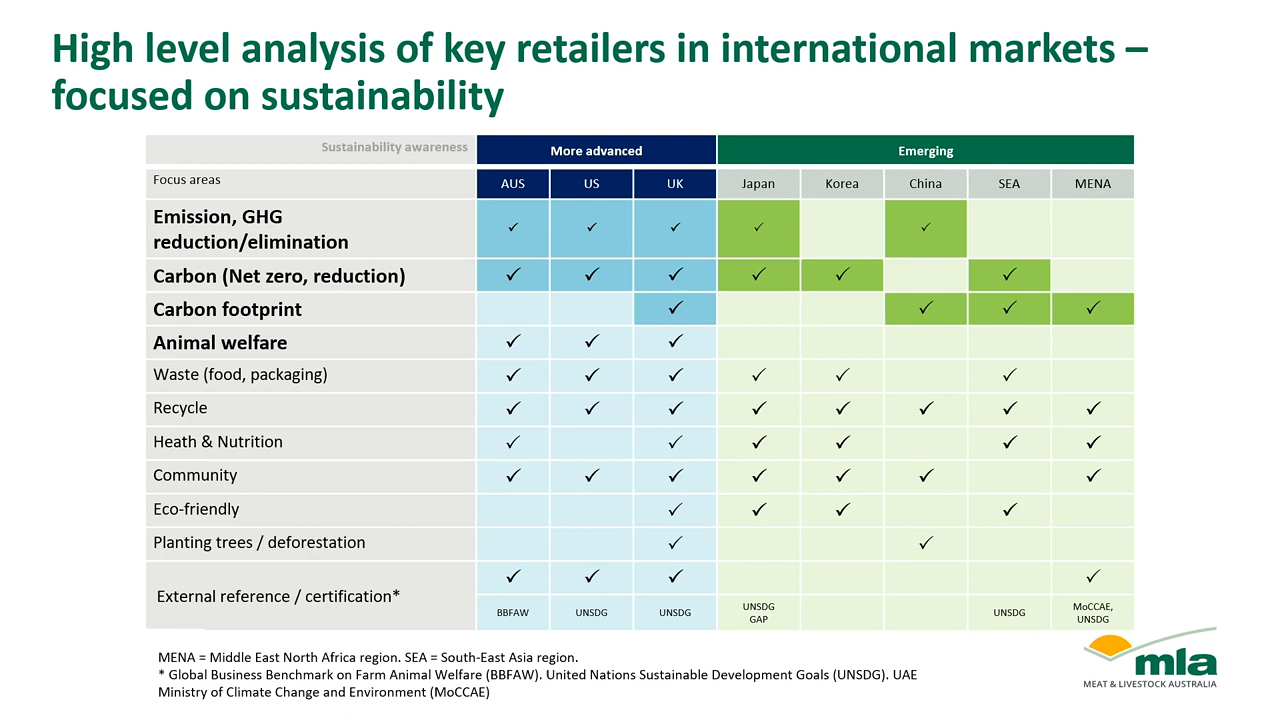 High level analysis of key retailers in international markets –
focused on sustainability
Sustainability awareness More advanced Emerging
Focus areas AUS US UK Japan Korea China SEA MENA
Emission, GHG
reduction/elimination ✓ ✓ ✓ ✓ ✓
Carbon (Net zero, reduction) ✓ ✓ ✓ ✓ ✓ ✓
Carbon footprint ✓ ✓ ✓ ✓
Animal welfare ✓ ✓ ✓
Waste (food, packaging) ✓ ✓ ✓ ✓ ✓ ✓
Recycle ✓ ✓ ✓ ✓ ✓ ✓ ✓ ✓
Heath & Nutrition ✓ ✓ ✓ ✓ ✓ ✓
Community ✓ ✓ ✓ ✓ ✓ ✓ ✓
Eco-friendly ✓ ✓ ✓ ✓
Planting trees / deforestation ✓ ✓
External reference / certification* ✓ ✓ ✓ ✓
BBFAW UNSDG UNSDG UNSDG GAP UNSDG MoCCAE, UNSDG
MENA = Middle East North Africa region. SEA = South-East Asia region.
* Global Business Benchmark on Farm Animal Welfare (BBFAW). United Nations Sustainable Development Goals (UNSDG). UAE
Ministry of Climate Change and Environment (MoCCAE)
mla
MEAT & LIVESTOCK AUSTRALIA